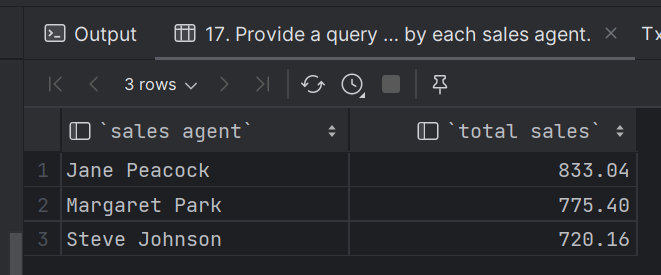 Output
17. Provide a query ... by each sales agent.
Tx
3 rows
`sales agent`
`total sales`
1 Jane Peacock 833.04
2 Margaret Park 775.40
3 Steve Johnson 720.16